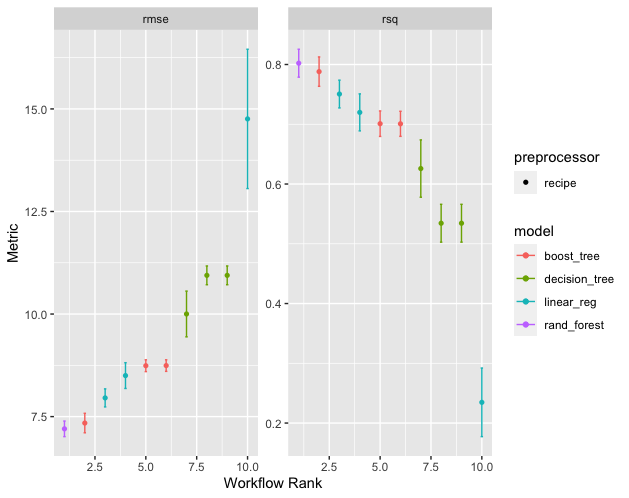 rmse
rsq
15.0
12.5
10.0
7.5
0.8
0.6
0.4
0.2
2.5 5.0 7.5 10.0
2.5 5.0 7.5 10.0
Metric
Workflow Rank
preprocessor
recipe
model
boost_tree
decision_tree
linear_reg
rand_forest